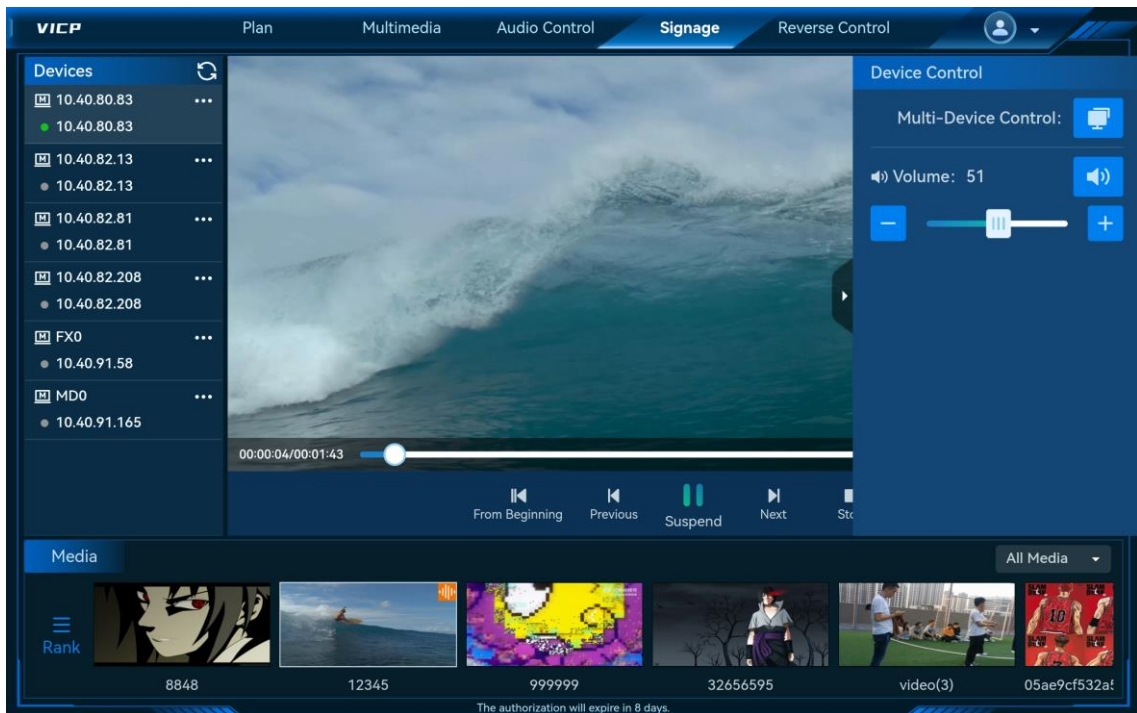 VICP
Plan
Multimedia
Audio Control
Signage
Reverse Control
Devices
10.40.80.83
10.40.80.83
10.40.82.13
10.40.82.13
10.40.82.81
10.40.82.81
10.40.82.208
10.40.82.208
FX0
10.40.91.58
MD0
10.40.91.165
00:00:04/00:01:43
From Beginning
Previous
Suspend
Next
Sto
Device Control
Multi-Device Control:
Volume: 51
Media
All Media
Rank
8848
12345
999999
32656595
video(3)
05ae9cf532a
The authorization will expire in 8 days.